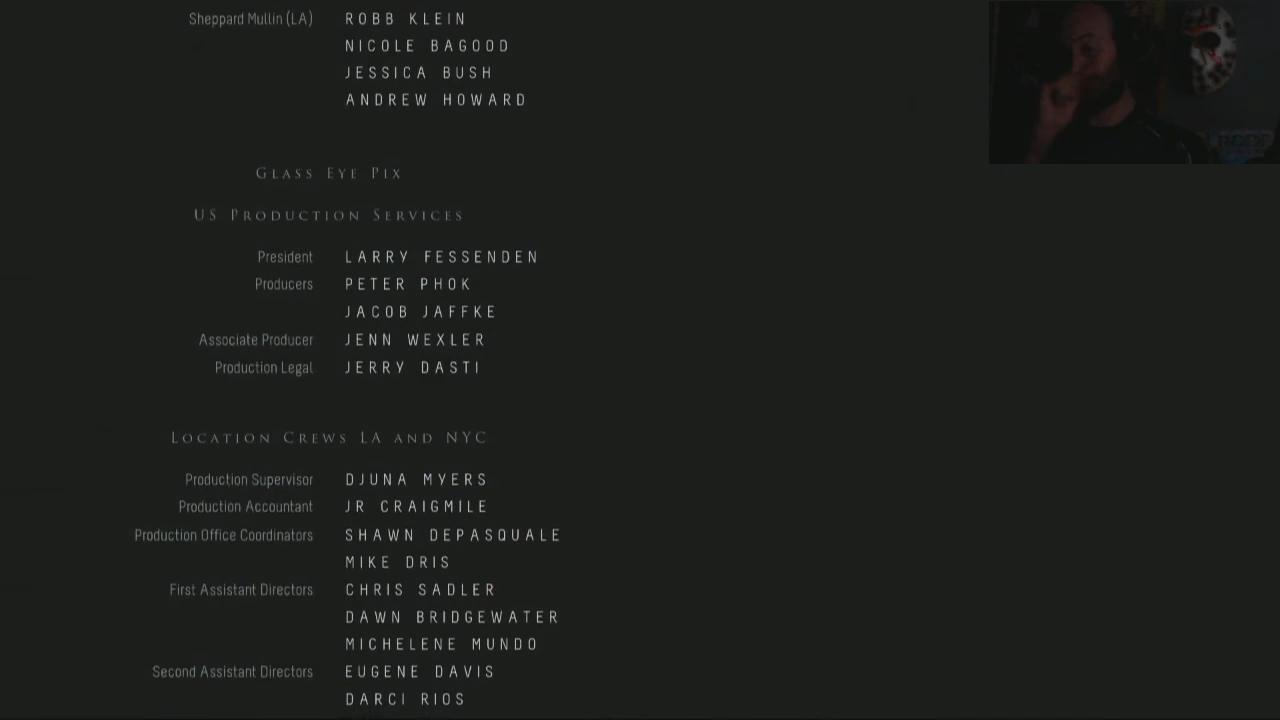 Sheppard Mullin (LA) ROBB KLEIN
NICOLE BAGOOD
JESSICA BUSH
ANDREW HOWARD
GLASS EYE PIX
US PRODUCTION SERVICES
President LARRY FESSENDEN
Producers PETER PHOK
JACOB JAFFKE
Associate Producer JENN WEXLER
Production Legal JERRY DASTI
LOCATION CREWS LA AND NYC
Production Supervisor DJUNA MYERS
Production Accountant JR CRAIGMILE
Production Office Coordinators SHAWN DEPASQUALE
MIKE DRIS
First Assistant Directors CHRIS SADLER
DAWN BRIDGEWATER
MICHELENE MUNDO
Second Assistant Directors EUGENE DAVIS
DARCI RIOS